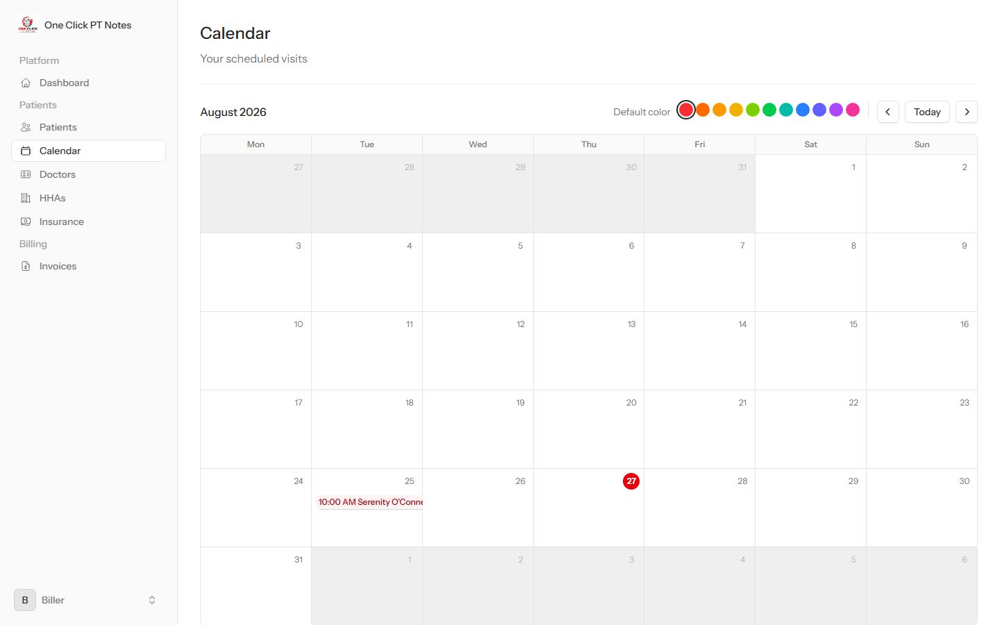 One Click PT Notes
Platform
Dashboard
Patients
Patients
Calendar
Doctors
HHAs
Insurance
Billing
Invoices
B Biller
Calendar
Your scheduled visits
August 2026
Default color
Today
Mon Tue Wed Thu Fri Sat Sun
27 28 29 30 31 1 2
3 4 5 6 7 8 9
10 11 12 13 14 15 16
17 18 19 20 21 22 23
24 25 26 27 28 29 30
10:00 AM Serenity O'Conne
31 1 2 3 4 5 6